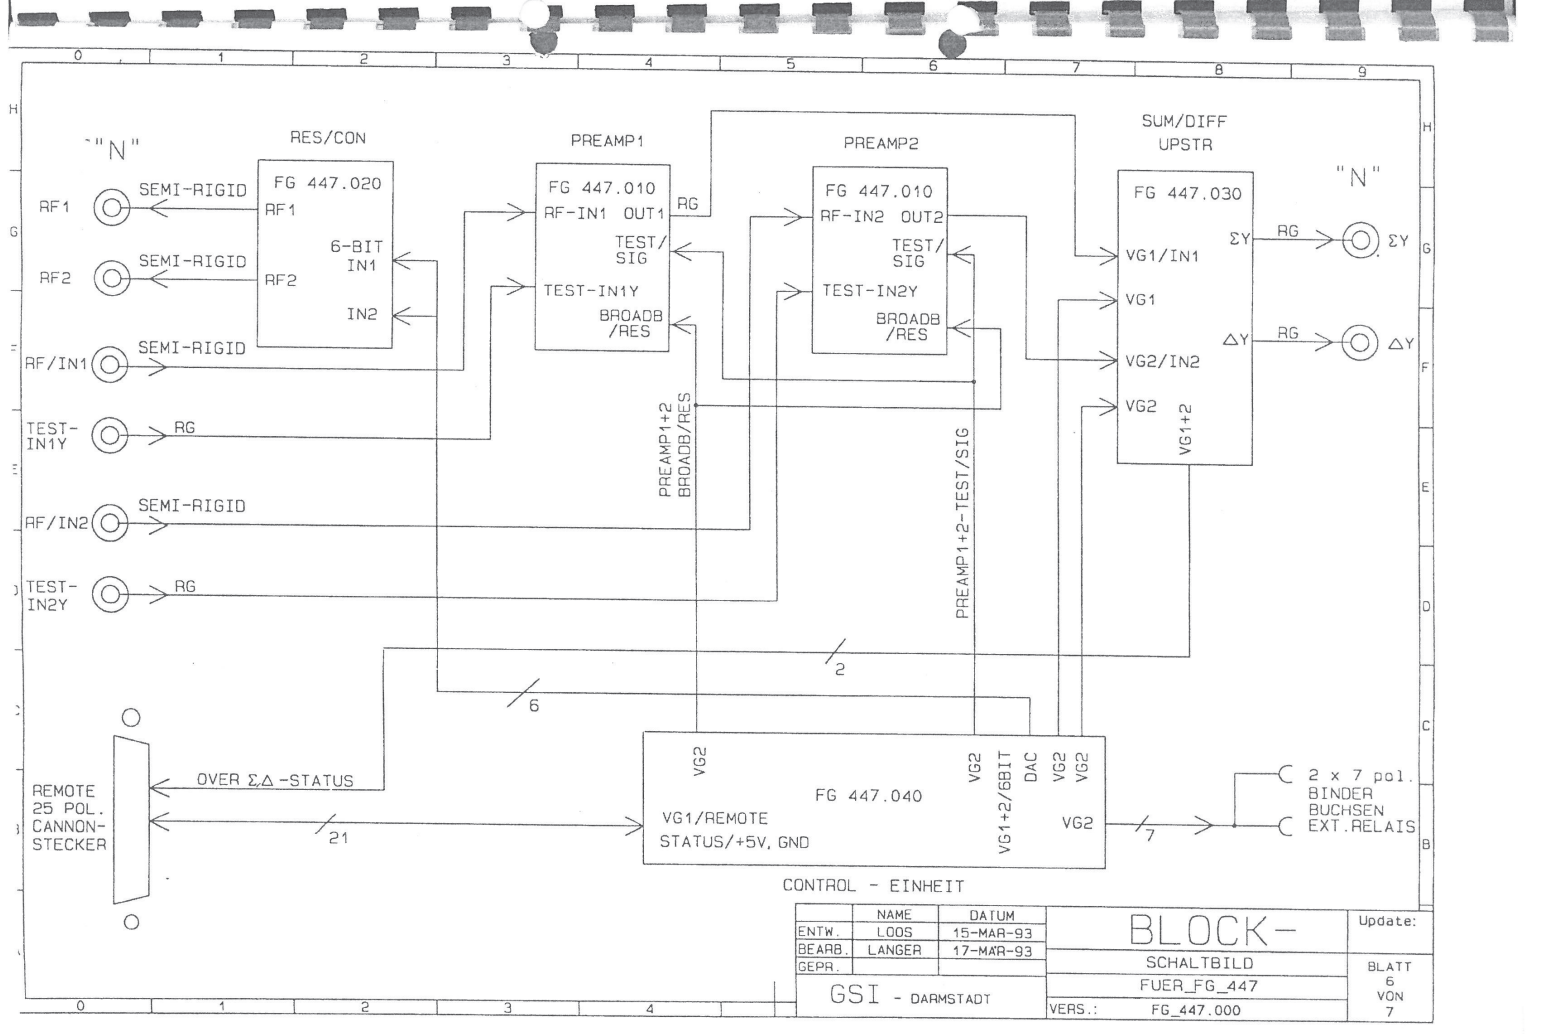 0 1 2 3 4 5 6 7 8 9
H
H
RES/CON
PREAMP1
PREAMP2
SUM/DIFF
UPSTR
"N"
"N"
FG 447.020
RF1
6-BIT
IN1
RF2
IN2
FG 447.010
RF-IN1 OUT1
TEST/
SIG
TEST-IN1Y
BROADB
/RES
RG
FG 447.010
RF-IN2 OUT2
TEST/
SIG
TEST-IN2Y
BROADB
/RES
FG 447.030
ΣY
VG1/IN1
VG1
ΔY
VG2/IN2
VG2
VG1+2
RG
ΣY
RG
ΔY
RF1
SEMI-RIGID
RF2
SEMI-RIGID
RF/IN1
SEMI-RIGID
TEST-
IN1Y
RG
RF/IN2
SEMI-RIGID
TEST-
IN2Y
RG
G
G
F
E
E
D
D
C
B
PREAMP1+2
BROADB/RES
PREAMP1+2-TEST/SIG
2
6
OVER Σ,Δ-STATUS
21
REMOTE
25 POL.
CANNON-
STECKER
VG2
VG2
VG1+2/6BIT
DAC
VG2
VG2
FG 447.040
VG1/REMOTE
STATUS/+5V, GND
VG2
7
2 x 7 pol.
BINDER
BUCHSEN
EXT.RELAIS
CONTROL - EINHEIT
NAME DATUM
ENTW. LOOS 15-MAR-93
BEARB. LANGER 17-MAR-93
GEPR.
GSI - DARMSTADT
BLOCK-
SCHALTBILD
FUER_FG_447
VERS.: FG_447.000
Update:
BLATT
6
VON
7
0 1 2 3 4